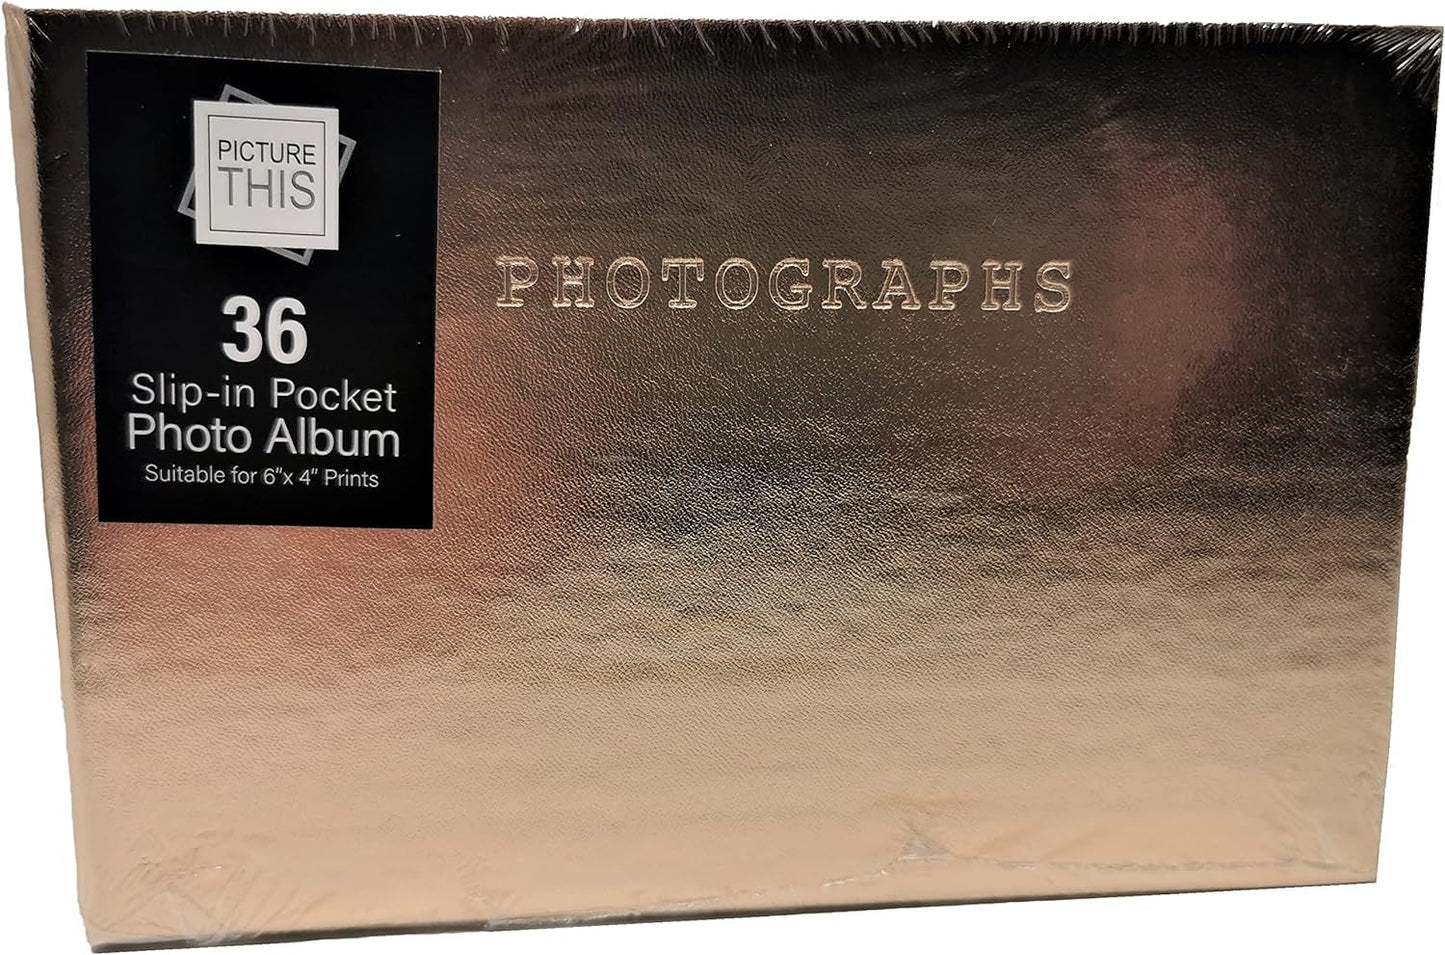 PICTURE
THIS
36
Slip-in Pocket
Photo Album
Suitable for 6"x 4" Prints
PHOTOGRAPHS